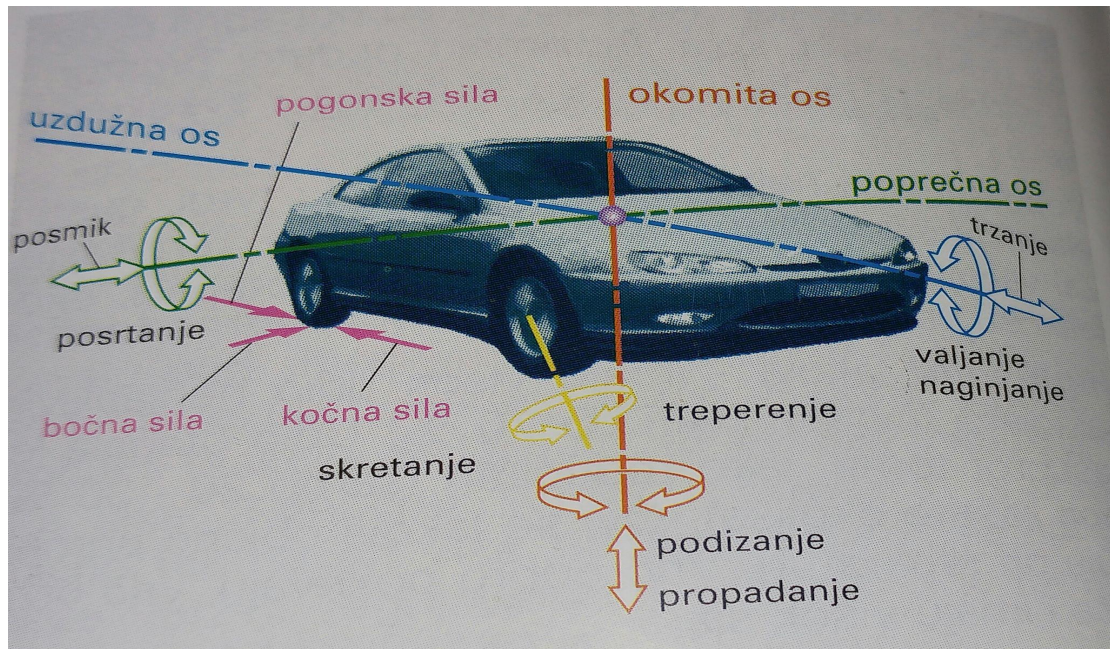 pogonska sila
okomita os
uzdužna os
poprečna os
posmik
trzanje
posrtanje
valjanje
naginjanje
bočna sila
kočna sila
treperenje
skretanje
podizanje
propadanje